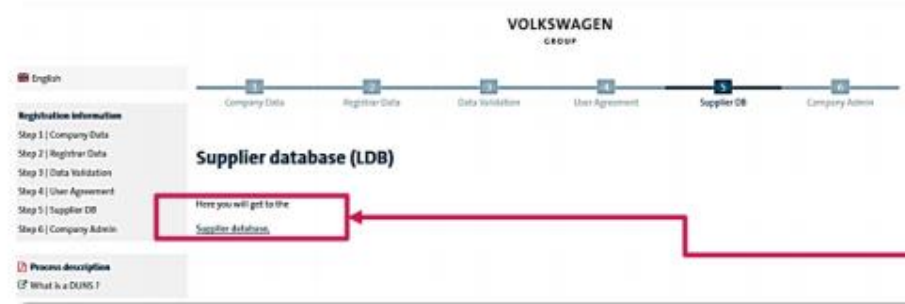 VOLKSWAGEN
GROUP
English
1 2 3 4 5 6
Company Data Registrar Data Data Validation User Agreement Supplier DB Company Admin
Registration information
Step 1 | Company Data
Step 2 | Registrar Data
Step 3 | Data Validation
Step 4 | User Agreement
Step 5 | Supplier DB
Step 6 | Company Admin
Supplier database (LDB)
Here you will get to the
Supplier database.
Process description
What is a DUNS ?